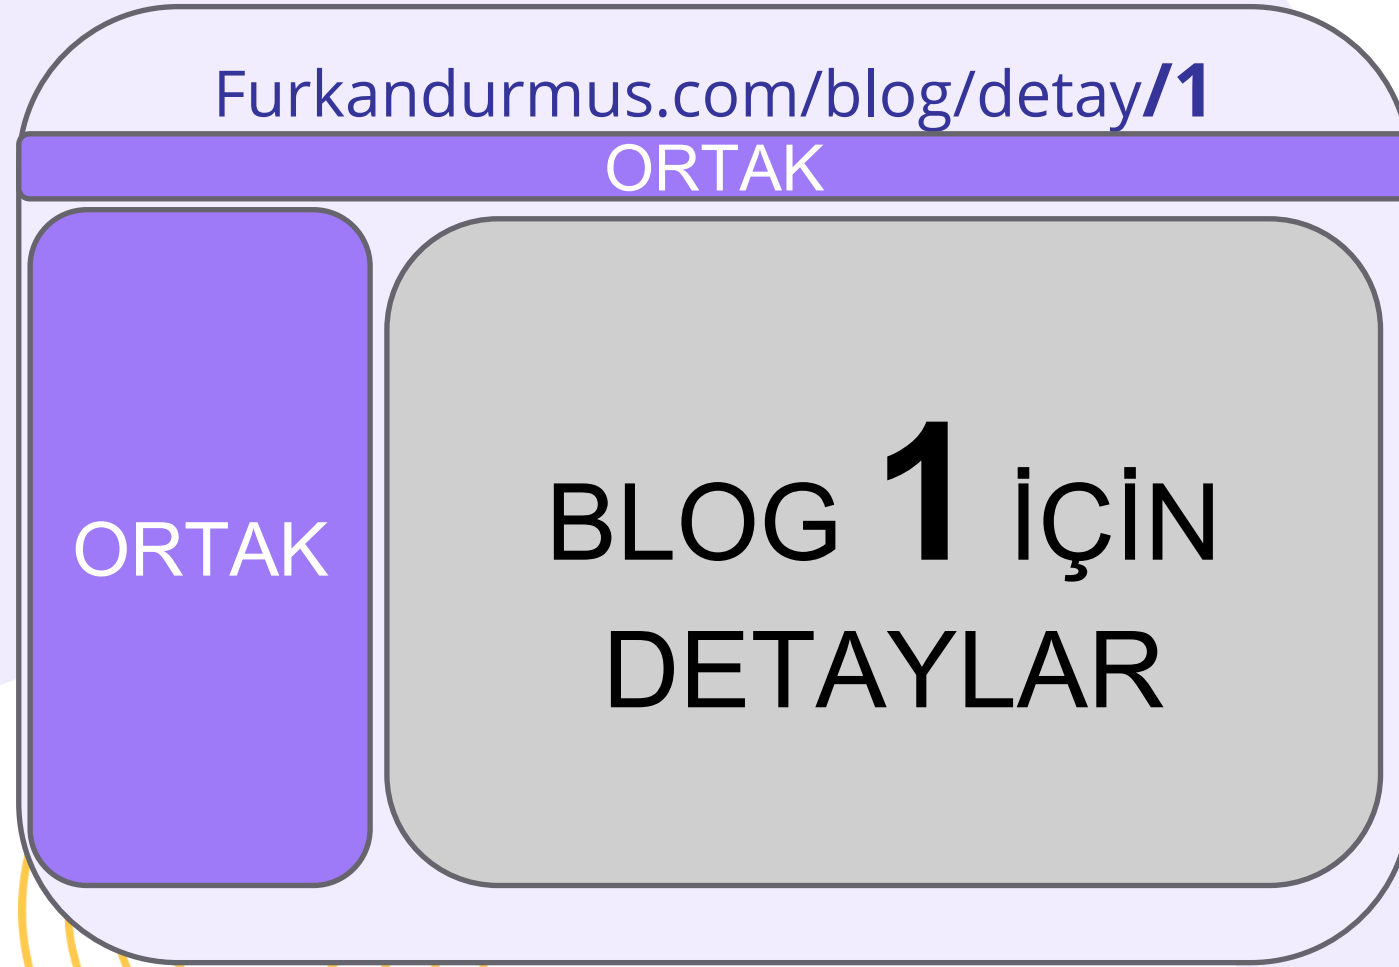 Furkandurmus.com/blog/detay/1
ORTAK
ORTAK
BLOG 1 İÇİN
DETAYLAR